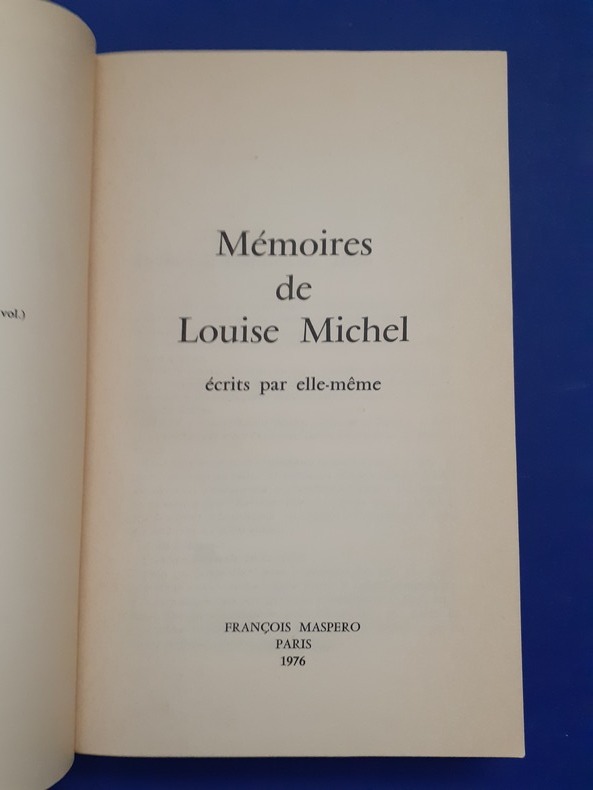 vol.)
Mémoires
de
Louise Michel
écrits par elle-même
FRANÇOIS MASPERO
PARIS
1976